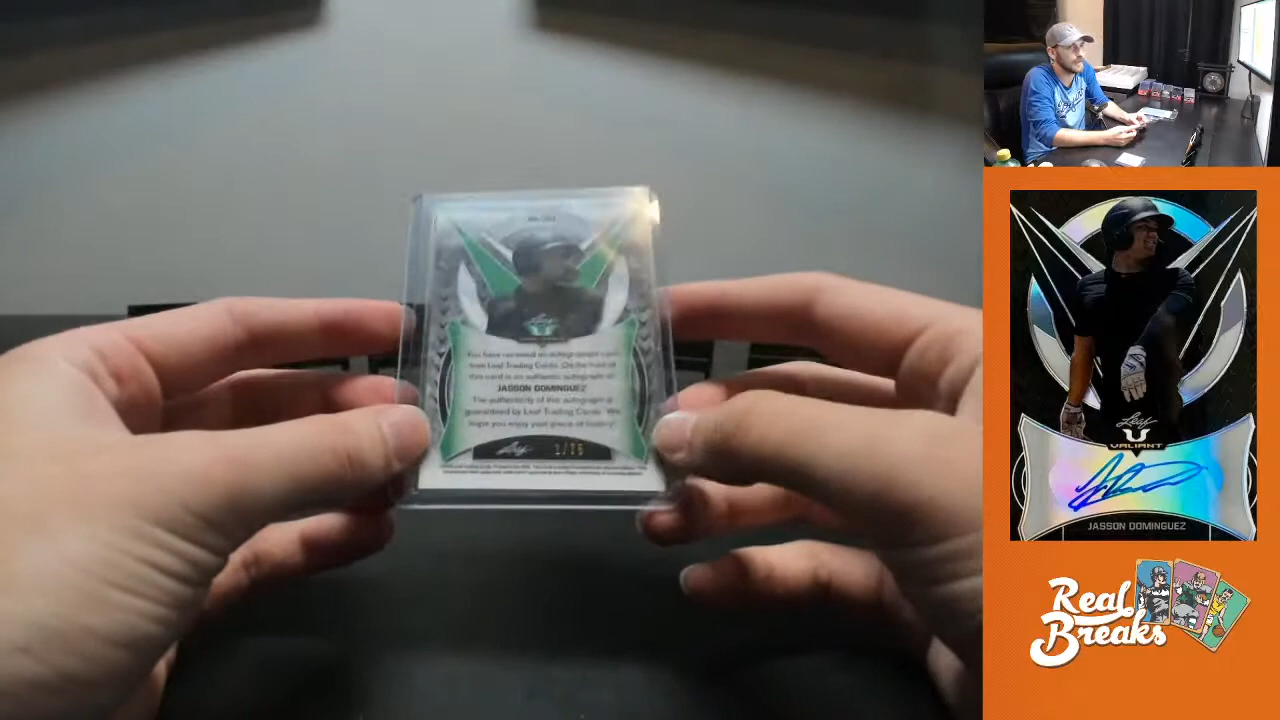 You have received an autographed card
from Leaf Trading Cards. On the front of
this card is an authentic autograph of
JASSON DOMINGUEZ
The authenticity of this autograph is
guaranteed by Leaf Trading Cards. We
hope you enjoy your piece of history!
Leaf
1/75
Leaf
VALIANT
JASSON DOMINGUEZ
Real
Breaks